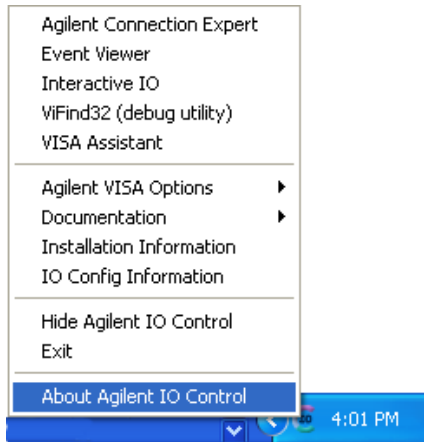 Agilent Connection Expert
Event Viewer
Interactive IO
ViFind32 (debug utility)
VISA Assistant
Agilent VISA Options
Documentation
Installation Information
IO Config Information
Hide Agilent IO Control
Exit
About Agilent IO Control
4:01 PM